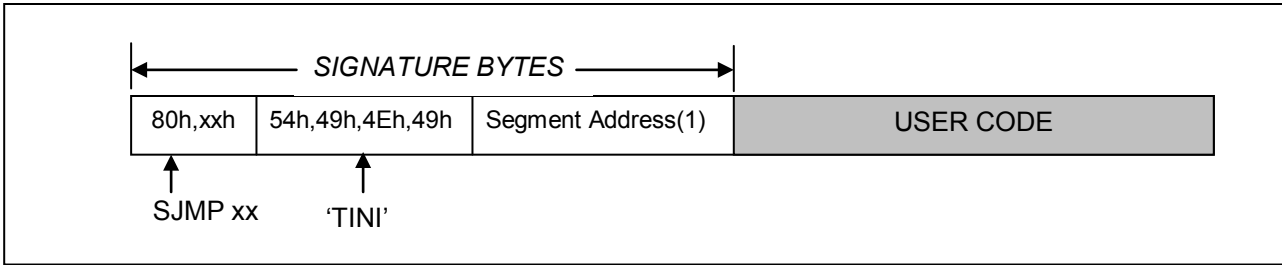 SIGNATURE BYTES
80h,xxh 54h,49h,4Eh,49h Segment Address(1) USER CODE
SJMP xx ‘TINI’